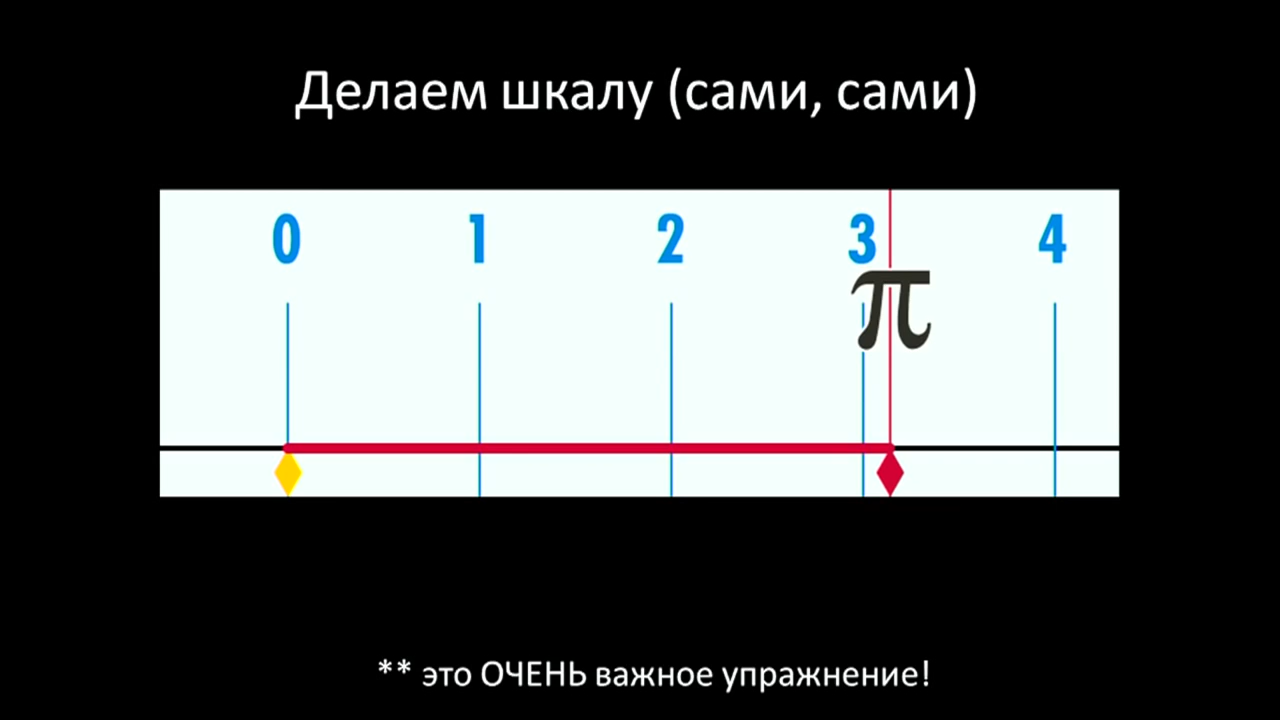 Делаем шкалу (сами, сами)
0 1 2 3 4
π
** это ОЧЕНЬ важное упражнение!